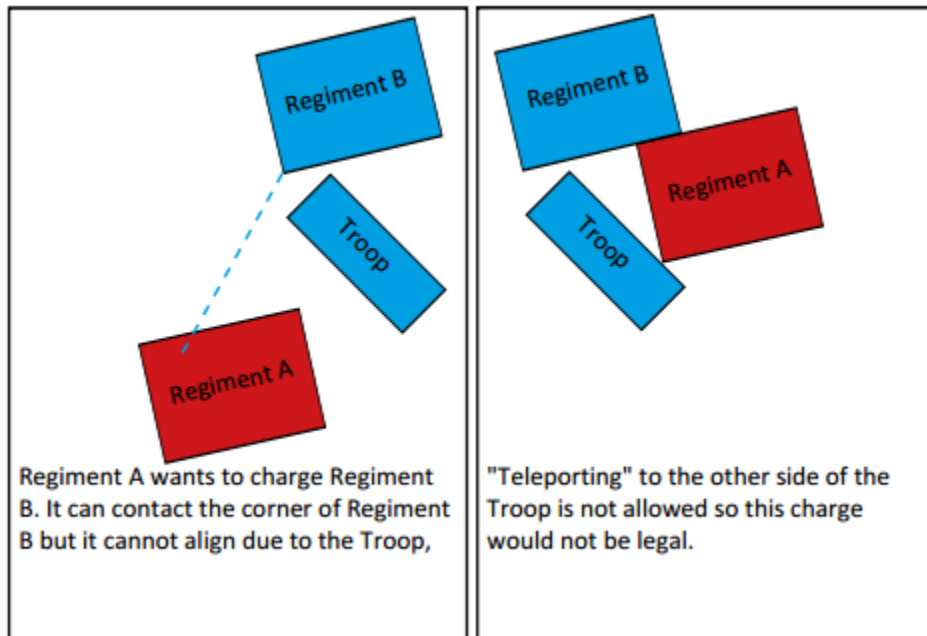 Regiment B
Troop
Regiment A
Regiment A wants to charge Regiment
B. It can contact the corner of Regiment
B but it cannot align due to the Troop,
Regiment B
Regiment A
Troop
"Teleporting" to the other side of the
Troop is not allowed so this charge
would not be legal.